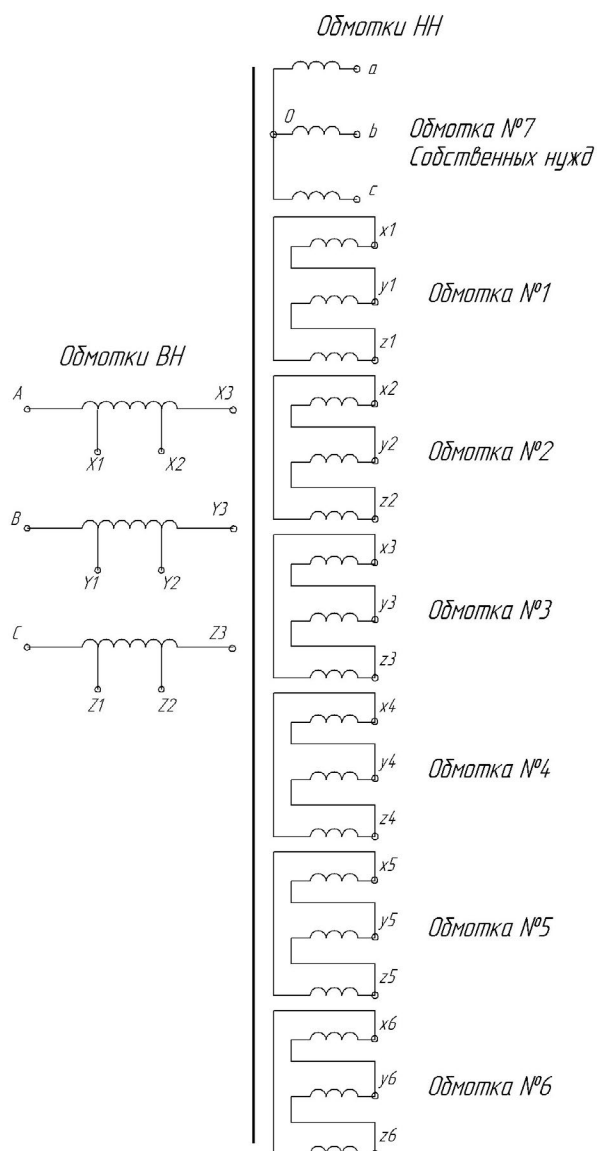 Обмотки НН
a
0
b
Обмотка №7
Собственных нужд
c
x1
y1
Обмотка №1
z1
Обмотки ВН
A
X3
X1
X2
B
Y3
Y1
Y2
C
Z3
Z1
Z2
x2
y2
Обмотка №2
z2
x3
y3
Обмотка №3
z3
x4
y4
Обмотка №4
z4
x5
y5
Обмотка №5
z5
x6
y6
Обмотка №6
z6